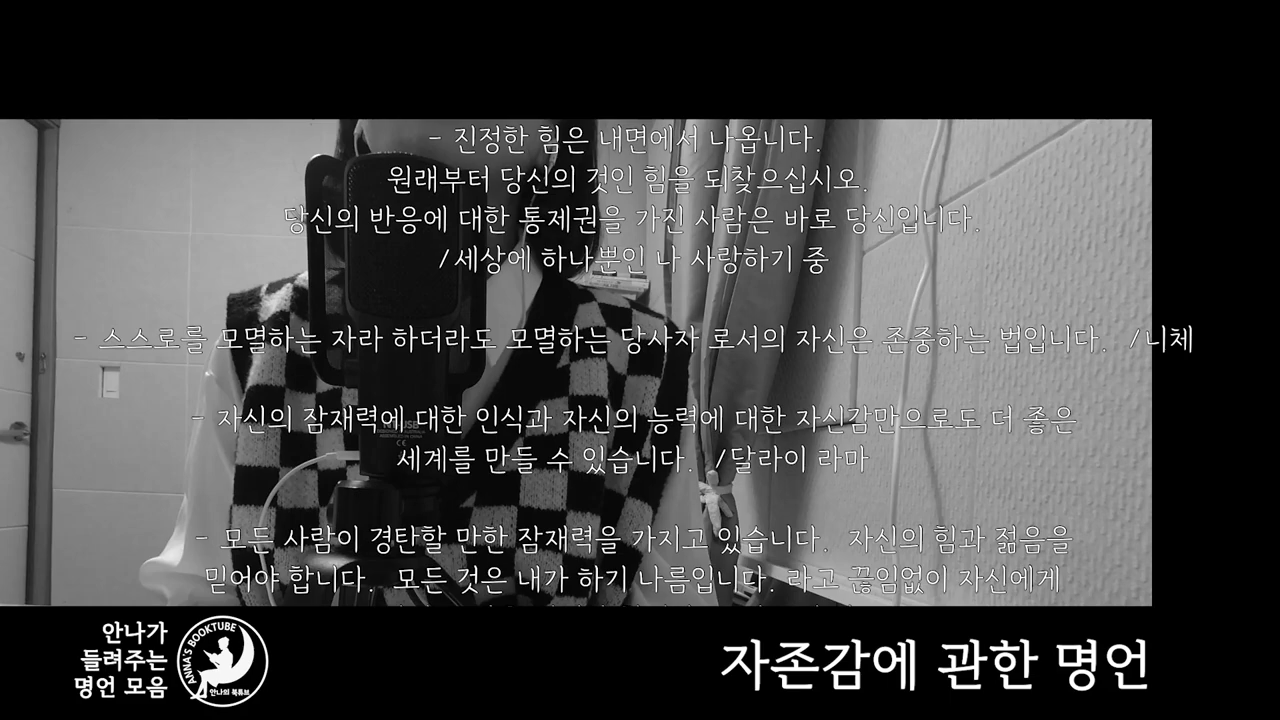 - 진정한 힘은 내면에서 나옵니다.
원래부터 당신의 것인 힘을 되찾으십시오.
당신의 반응에 대한 통제권을 가진 사람은 바로 당신입니다.
/세상에 하나뿐인 나 사랑하기 중
- 스스로를 모멸하는 자라 하더라도 모멸하는 당사자 로서의 자신은 존중하는 법입니다. /니체
- 자신의 잠재력에 대한 인식과 자신의 능력에 대한 자신감만으로도 더 좋은
세계를 만들 수 있습니다. /달라이 라마
- 모든 사람이 경탄할 만한 잠재력을 가지고 있습니다. 자신의 힘과 젊음을
믿어야 합니다. 모든 것은 내가 하기 나름입니다. 라고 끊임없이 자신에게
안나가
들려주는
명언 모음
ANNA'S BOOKTUBE
안나의 북튜브
자존감에 관한 명언